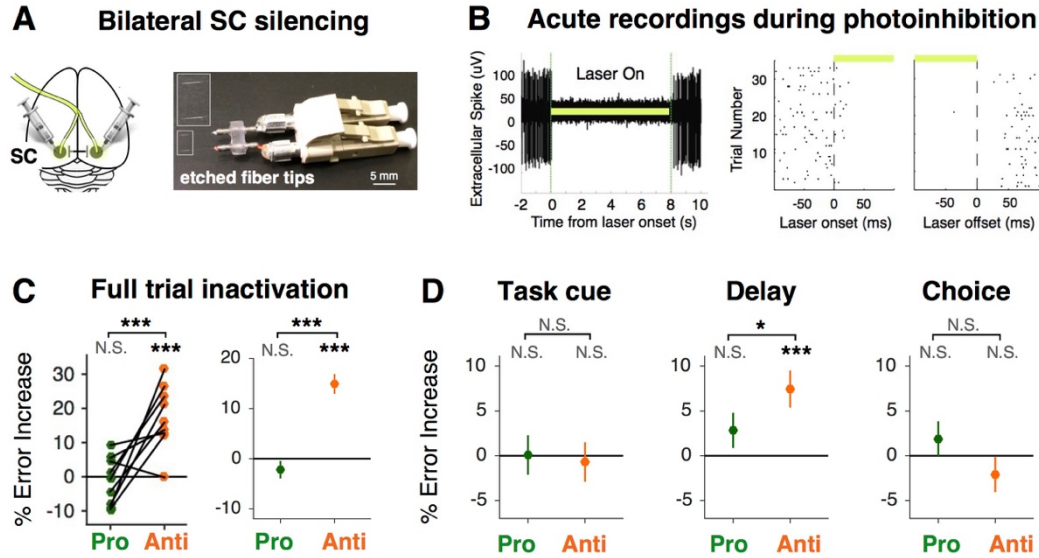 A Bilateral SC silencing
SC
etched fiber tips
5 mm
B Acute recordings during photoinhibition
Extracellular Spike (uV)
150
100
50
0
-50
-100
Laser On
-2 0 2 4 6 8 10
Time from laser onset (s)
Trial Number
30
20
10
-50 0 50
Laser onset (ms)
-50 0 50
Laser offset (ms)
C Full trial inactivation
% Error Increase
***
N.S. ***
30
20
10
0
-10
Pro Anti
***
N.S. ***
20
10
0
-10
Pro Anti
D Task cue
% Error Increase
N.S.
N.S. N.S.
10
5
0
-5
Pro Anti
Delay
*
N.S. ***
10
5
0
-5
Pro Anti
Choice
N.S.
N.S. N.S.
10
5
0
-5
Pro Anti